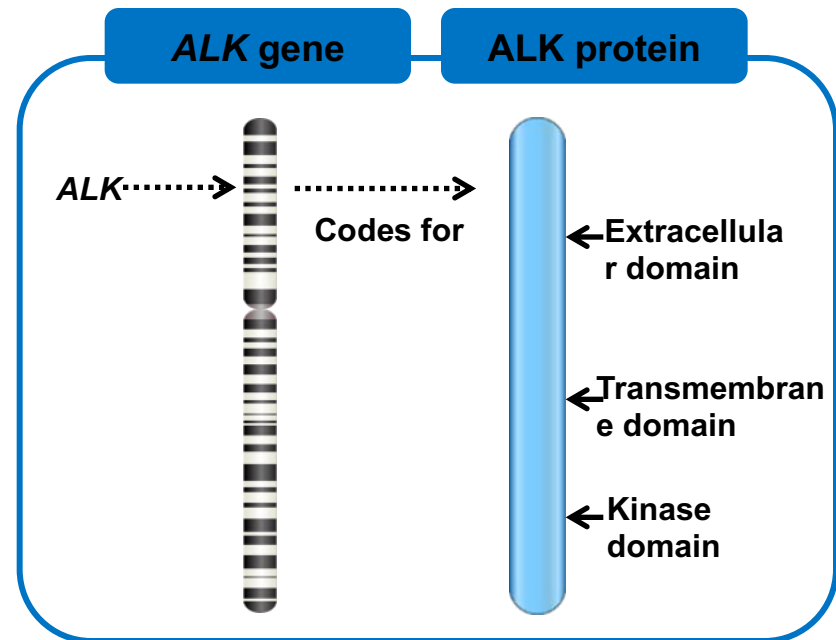 ALK gene
ALK protein
ALK
Codes for
Extracellula
r domain
Transmembran
e domain
Kinase
domain